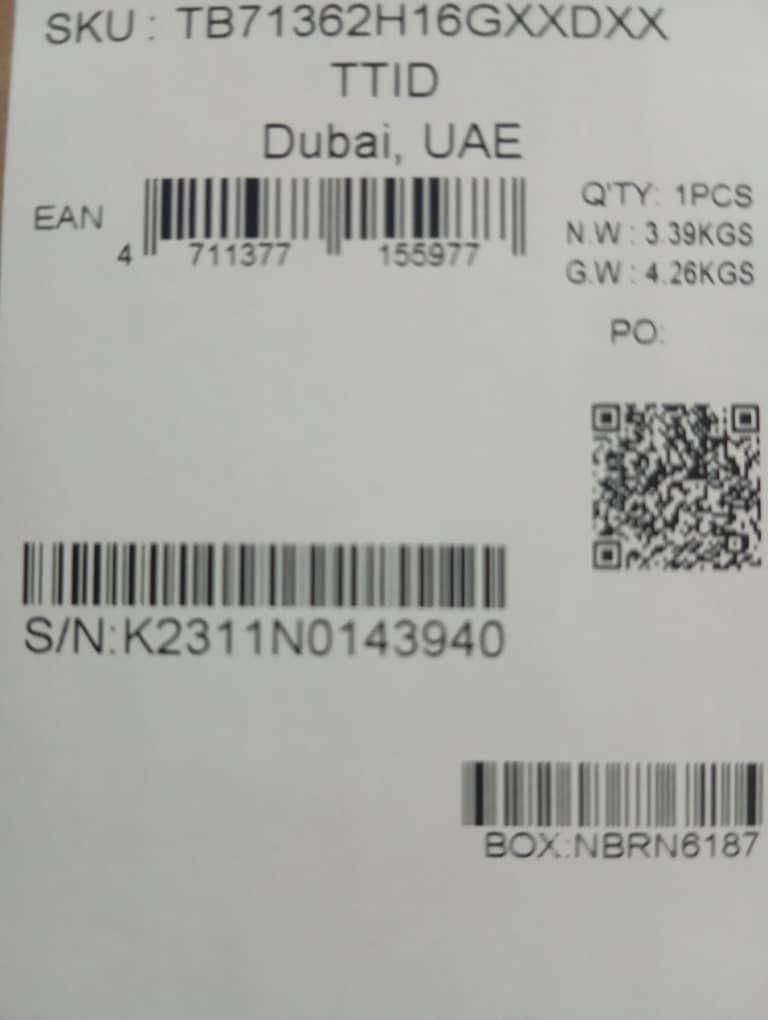 SKU : TB71362H16GXXDXX
TTID
Dubai, UAE
EAN
4 711377 155977
Q'TY: 1PCS
N.W : 3.39KGS
G.W : 4.26KGS
PO:
S/N:K2311N0143940
BOX:NBRN6187